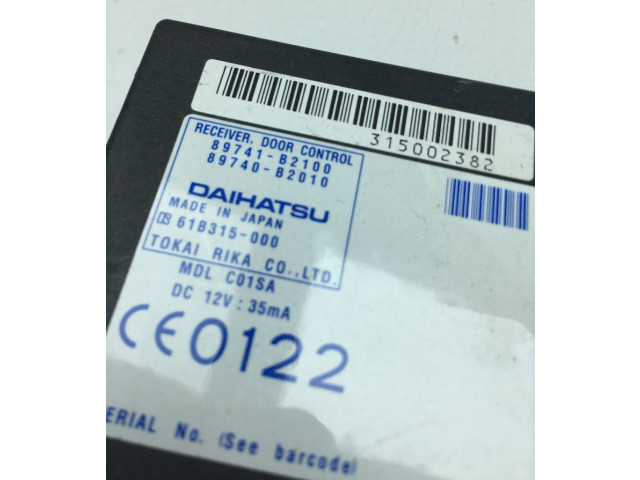 315002382
RECEIVER, DOOR CONTROL
89741-B2100
89740-B2010
DAIHATSU
MADE IN JAPAN
61B315-000
TOKAI RIKA CO.,LTD.
MDL C01SA
DC 12V : 35mA
CE0122
ERIAL No. (See barcode)